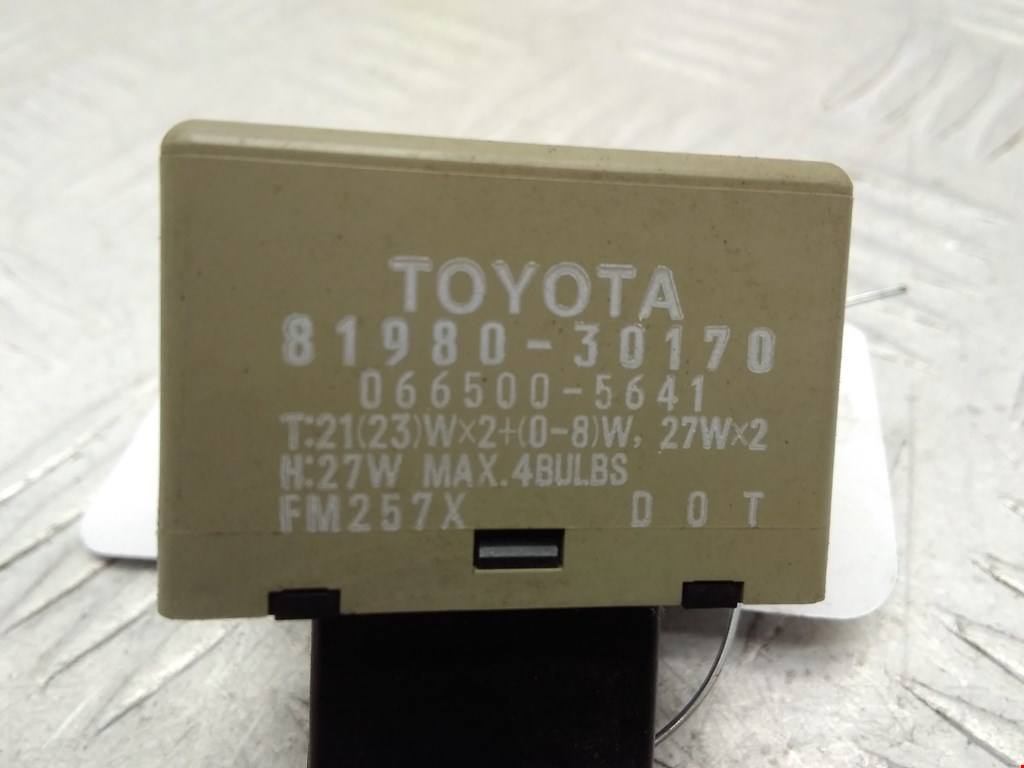 TOYOTA
81980-30170
066500-5641
T:21(23)W×2+(0-8)W, 27W×2
H:27W MAX.4BULBS
FM257X DOT